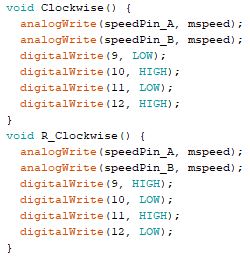 void Clockwise() {
  analogWrite(speedPin_A, mspeed);
  analogWrite(speedPin_B, mspeed);
  digitalWrite(9, LOW);
  digitalWrite(10, HIGH);
  digitalWrite(11, LOW);
  digitalWrite(12, HIGH);
}
void R_Clockwise() {
  analogWrite(speedPin_A, mspeed);
  analogWrite(speedPin_B, mspeed);
  digitalWrite(9, HIGH);
  digitalWrite(10, LOW);
  digitalWrite(11, HIGH);
  digitalWrite(12, LOW);
}